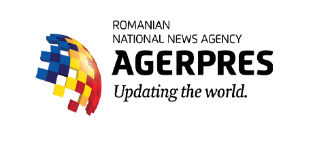 ROMANIAN
NATIONAL NEWS AGENCY
AGERPRES
Updating the world.